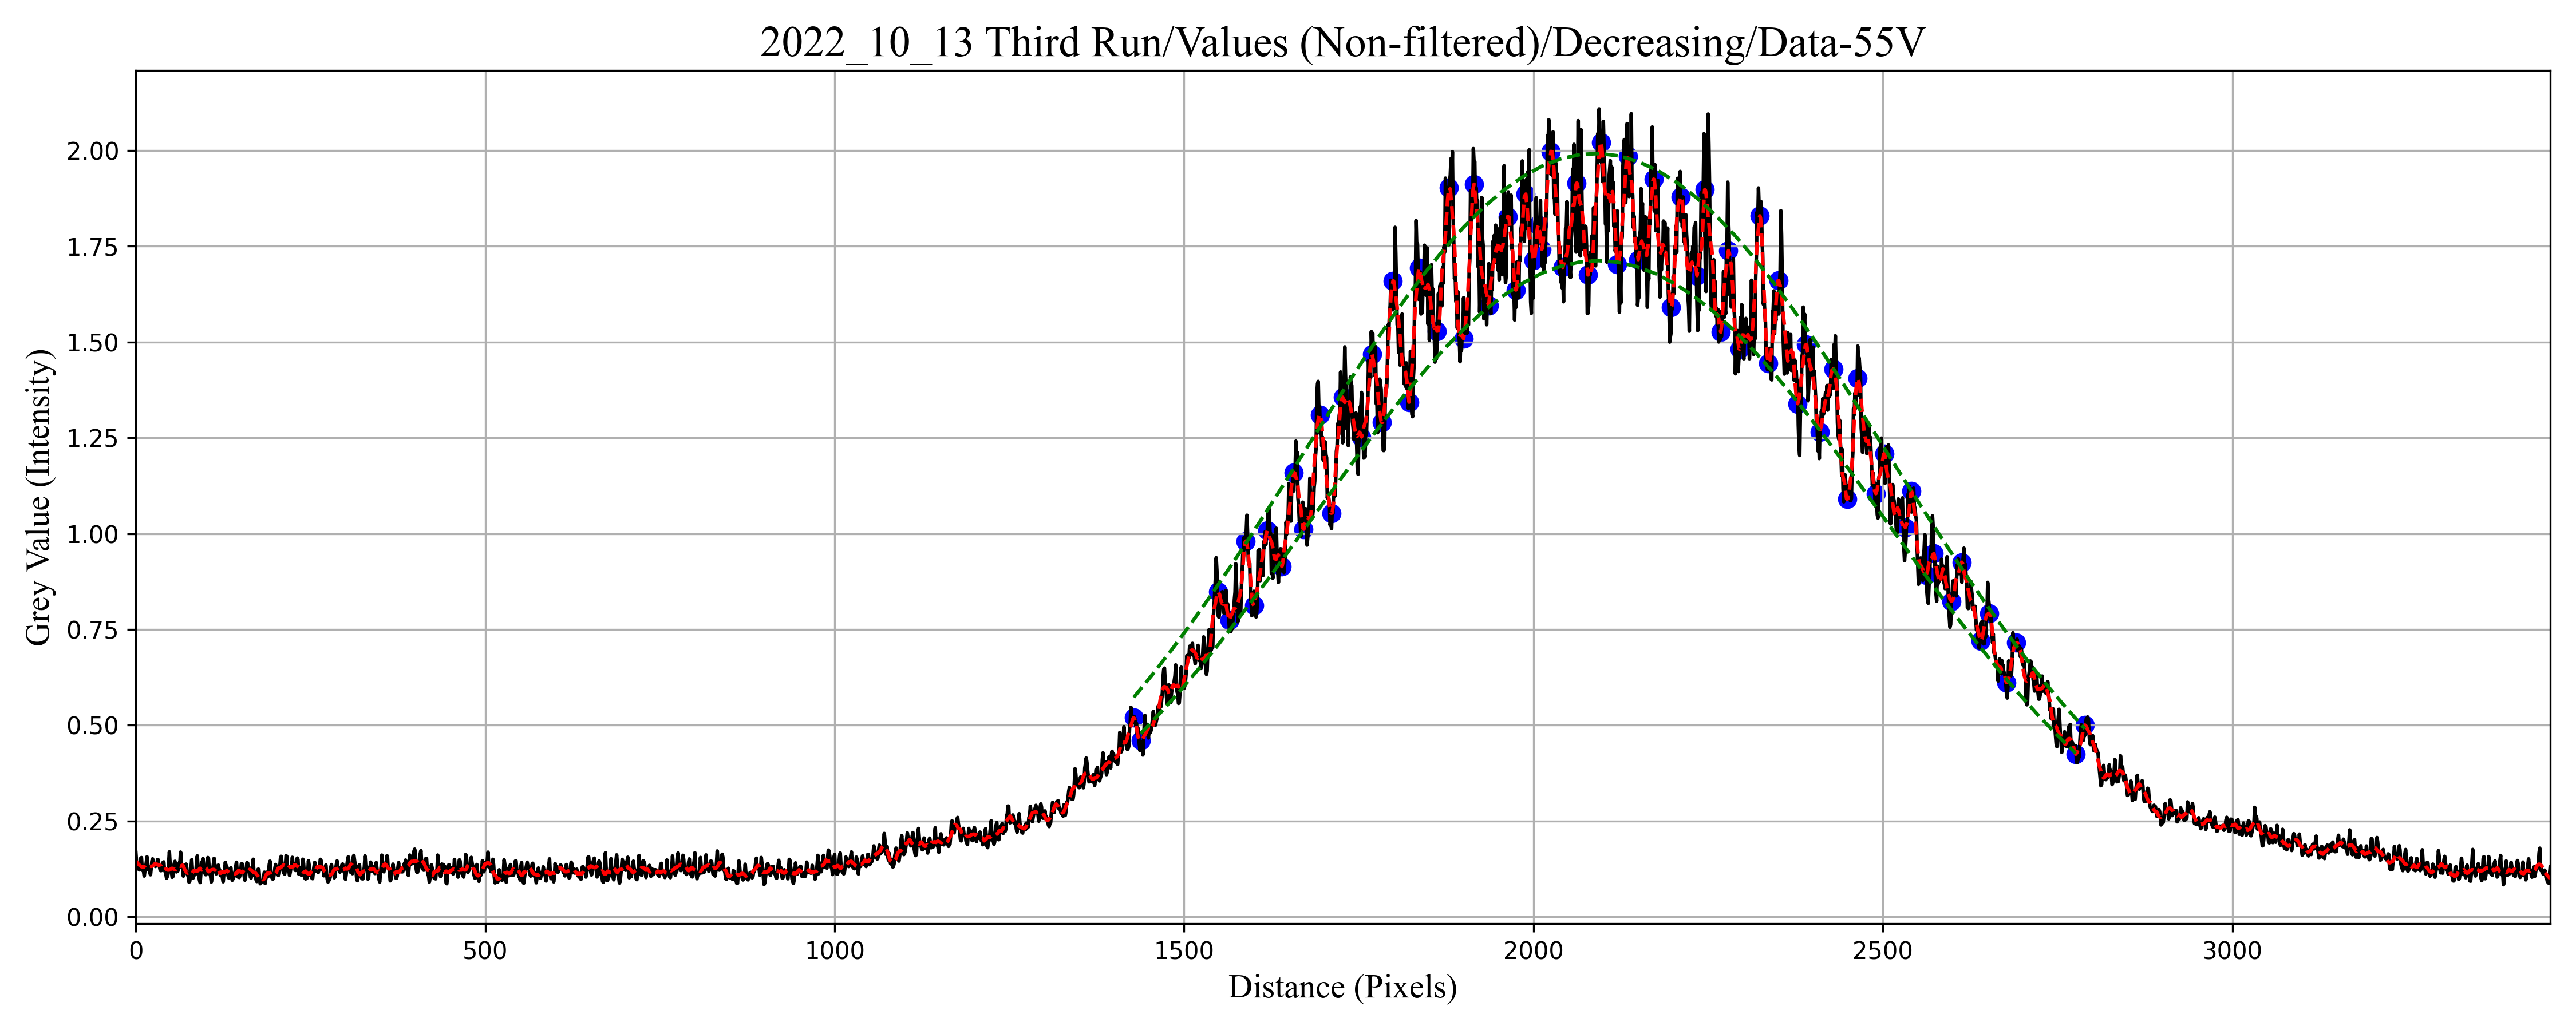 2022_10_13 Third Run/Values (Non-filtered)/Decreasing/Data-55V
Grey Value (Intensity)
2.00
1.75
1.50
1.25
1.00
0.75
0.50
0.25
0.00
0 500 1000 1500 2000 2500 3000
Distance (Pixels)